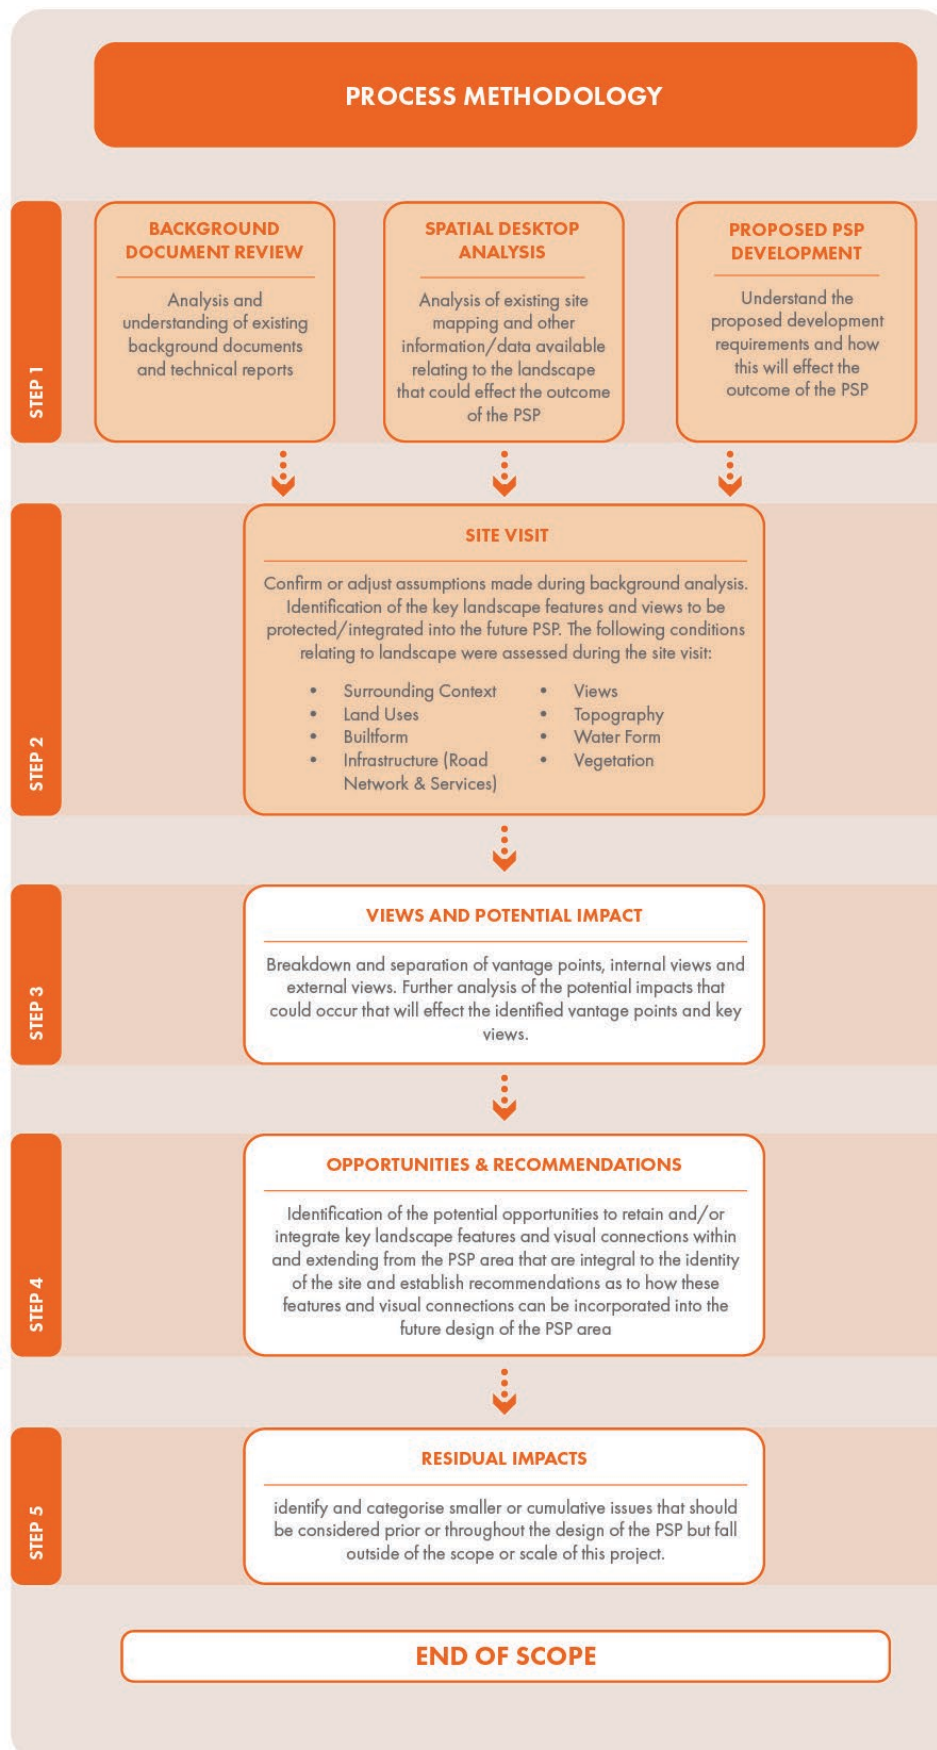 PROCESS METHODOLOGY
STEP 1
BACKGROUND
DOCUMENT REVIEW
Analysis and
understanding of existing
background documents
and technical reports
SPATIAL DESKTOP
ANALYSIS
Analysis of existing site
mapping and other
information/data available
relating to the landscape
that could effect the outcome
of the PSP
PROPOSED PSP
DEVELOPMENT
Understand the
proposed development
requirements and how
this will effect the
outcome of the PSP
STEP 2
SITE VISIT
Confirm or adjust assumptions made during background analysis.
Identification of the key landscape features and views to be
protected/integrated into the future PSP. The following conditions
relating to landscape were assessed during the site visit:
• Surrounding Context
• Land Uses
• Builtform
• Infrastructure (Road
Network & Services)
• Views
• Topography
• Water Form
• Vegetation
STEP 3
VIEWS AND POTENTIAL IMPACT
Breakdown and separation of vantage points, internal views and
external views. Further analysis of the potential impacts that
could occur that will effect the identified vantage points and key
views.
STEP 4
OPPORTUNITIES & RECOMMENDATIONS
Identification of the potential opportunities to retain and/or
integrate key landscape features and visual connections within
and extending from the PSP area that are integral to the identity
of the site and establish recommendations as to how these
features and visual connections can be incorporated into the
future design of the PSP area
STEP 5
RESIDUAL IMPACTS
identify and categorise smaller or cumulative issues that should
be considered prior or throughout the design of the PSP but fall
outside of the scope or scale of this project.
END OF SCOPE